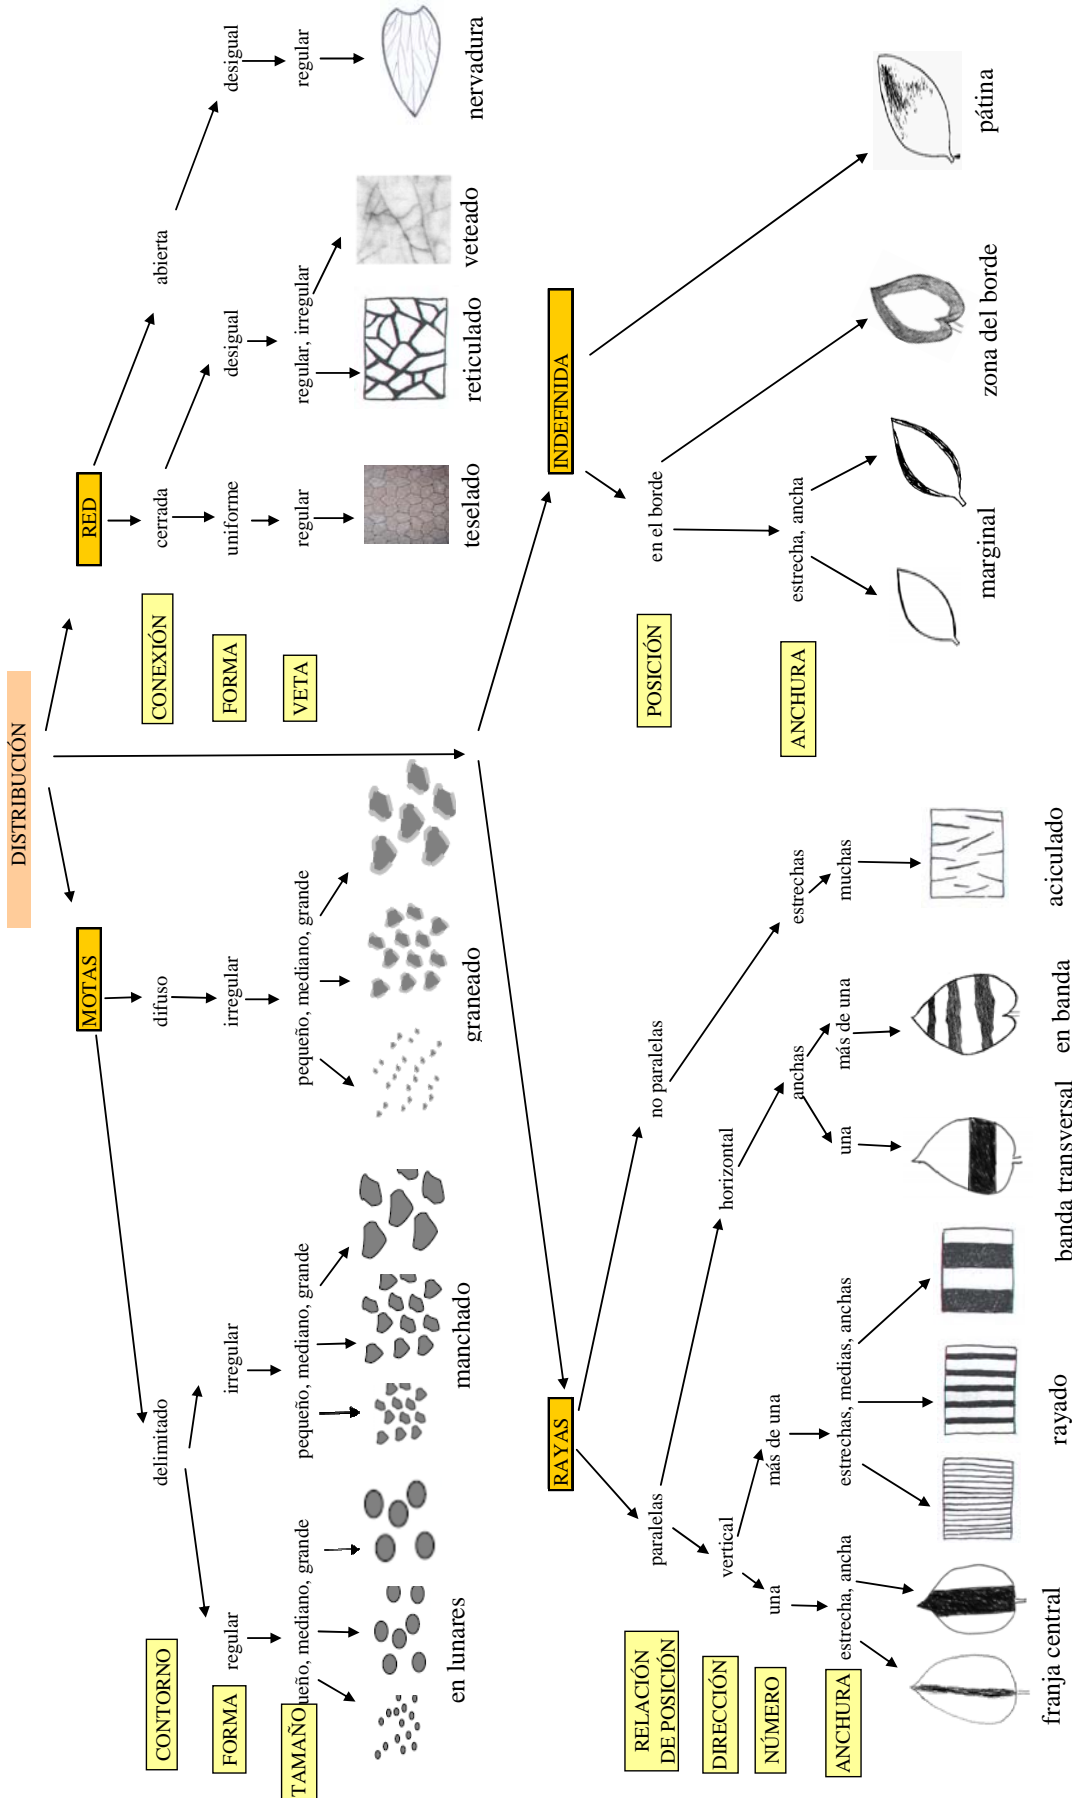 DISTRIBUCIÓN
MOTAS
RED
CONTORNO
delimitado
difuso
CONEXIÓN
cerrada
abierta
FORMA
regular
irregular
irregular
FORMA
uniforme
desigual
desigual
TAMAÑO
ueño, mediano, grande
pequeño, mediano, grande
pequeño, mediano, grande
VETA
regular
regular, irregular
regular
en lunares
manchado
graneado
teselado
reticulado
veteado
nervadura
RAYAS
INDEFINIDA
RELACIÓN
DE POSICIÓN
paralelas
no paralelas
POSICIÓN
en el borde
DIRECCIÓN
vertical
horizontal
NÚMERO
una
más de una
anchas
estrechas
ANCHURA
estrecha, ancha
ANCHURA
estrecha, ancha
estrechas, medias, anchas
una
más de una
muchas
franja central
rayado
banda transversal
en banda
aciculado
marginal
zona del borde
pátina